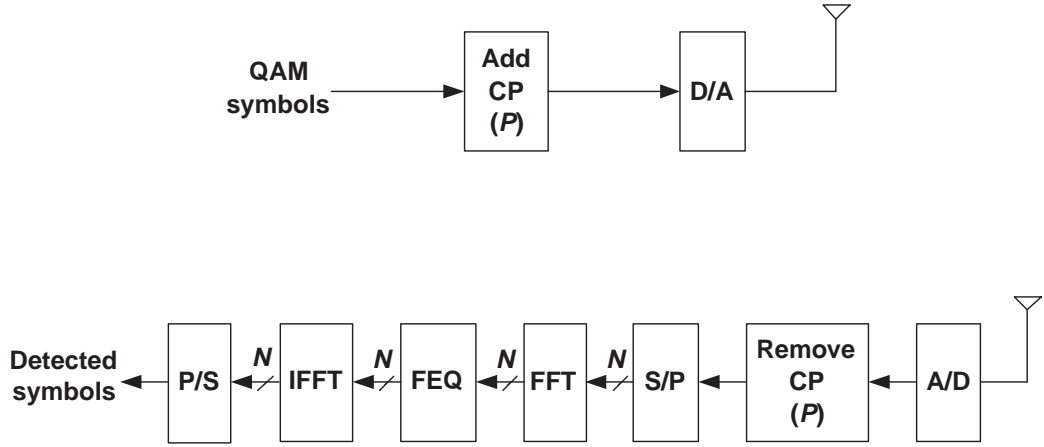 QAM
symbols
Add
CP
(P)
D/A
Detected
symbols
P/S
N
IFFT
N
FEQ
N
FFT
N
S/P
Remove
CP
(P)
A/D